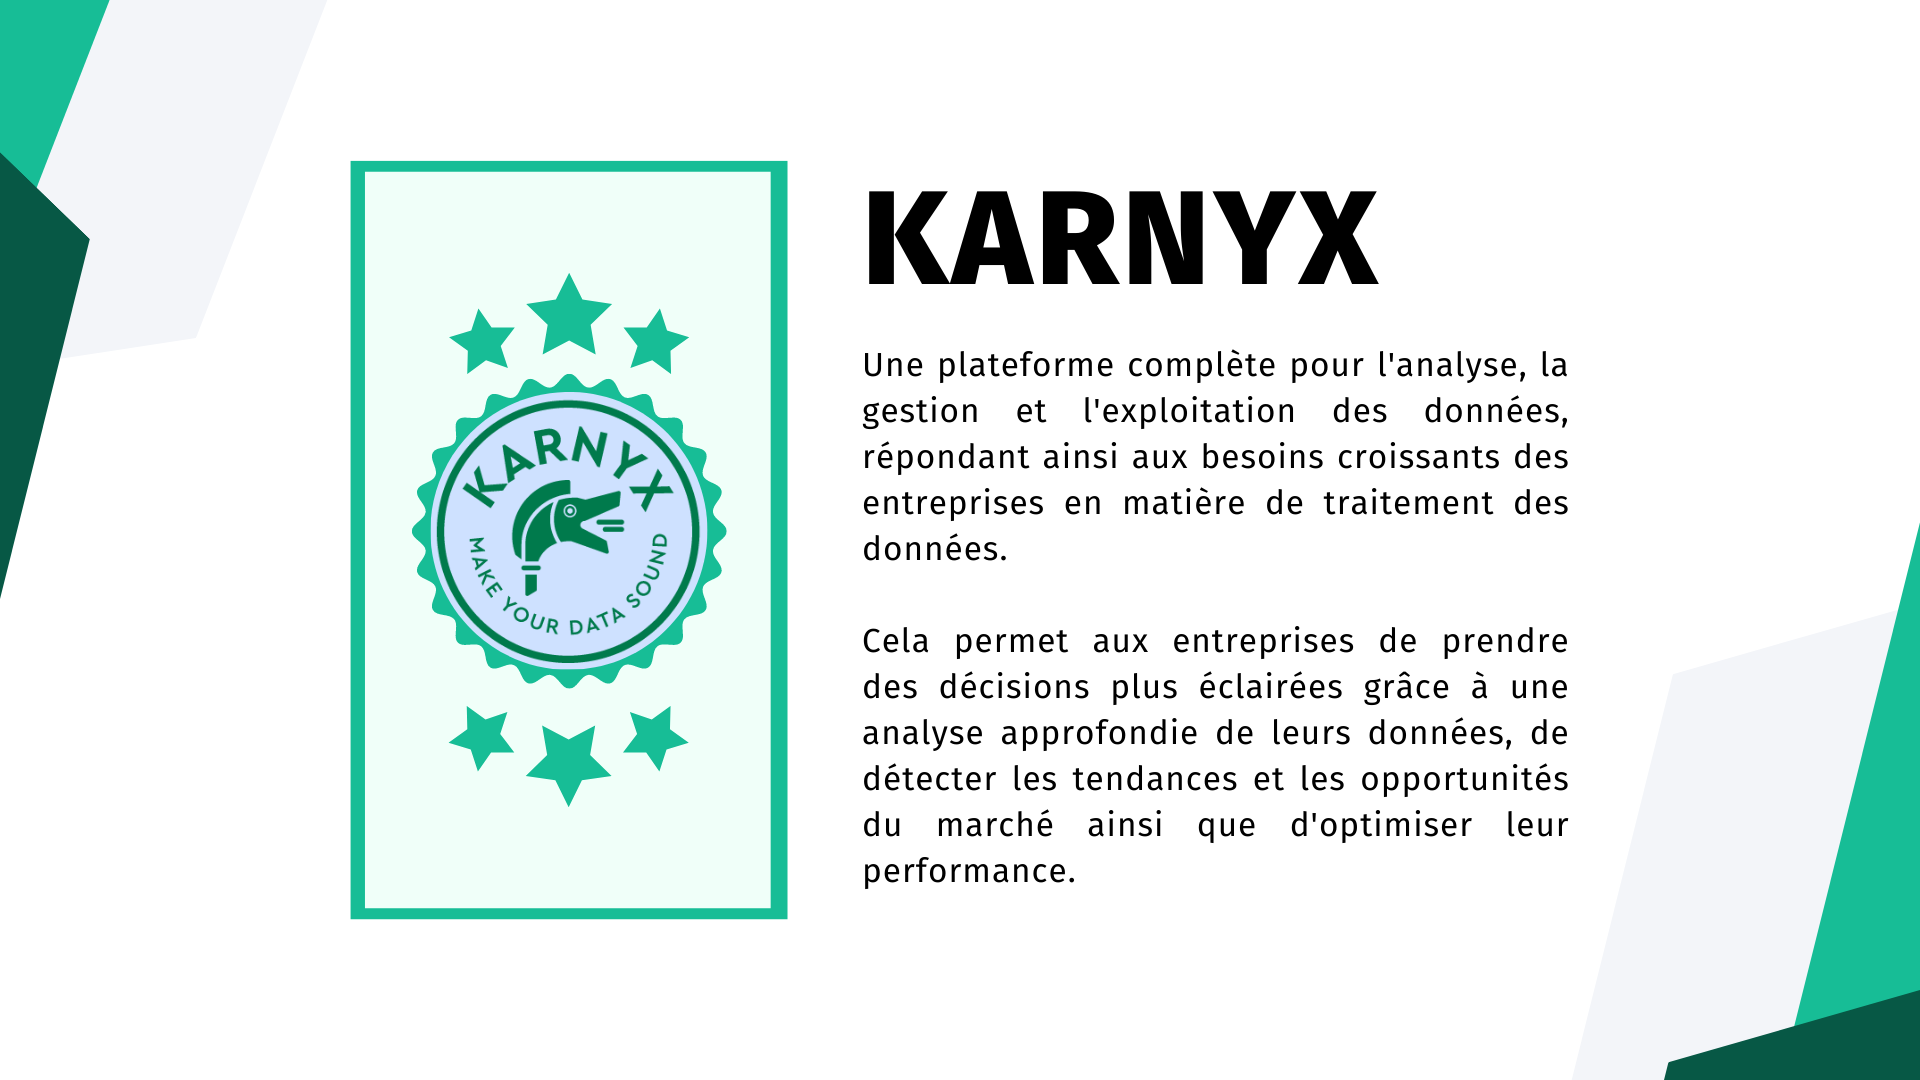 KARNYX
MAKE YOUR DATA SOUND
KARNYX
Une plateforme complète pour l'analyse, la
gestion et l'exploitation des données,
répondant ainsi aux besoins croissants des
entreprises en matière de traitement des
données.
Cela permet aux entreprises de prendre
des décisions plus éclairées grâce à une
analyse approfondie de leurs données, de
détecter les tendances et les opportunités
du marché ainsi que d'optimiser leur
performance.